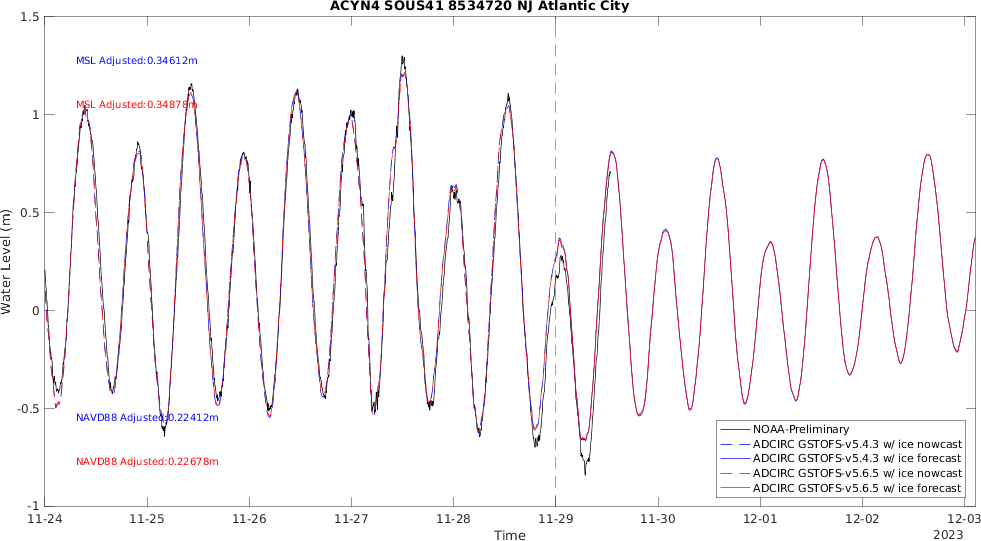 ACYN4 SOUS41 8534720 NJ Atlantic City
1.5
MSL Adjusted:0.34612m
MSL Adjusted:0.34878m
1
0.5
Water Level (m)
0
-0.5
NAVD88 Adjusted:0.22412m
NAVD88 Adjusted:0.22678m
-1
NOAA-Preliminary
ADCIRC GSTOFS-v5.4.3 w/ ice nowcast
ADCIRC GSTOFS-v5.4.3 w/ ice forecast
ADCIRC GSTOFS-v5.6.5 w/ ice nowcast
ADCIRC GSTOFS-v5.6.5 w/ ice forecast
11-24 11-25 11-26 11-27 11-28 11-29 11-30 12-01 12-02 12-03
Time
2023